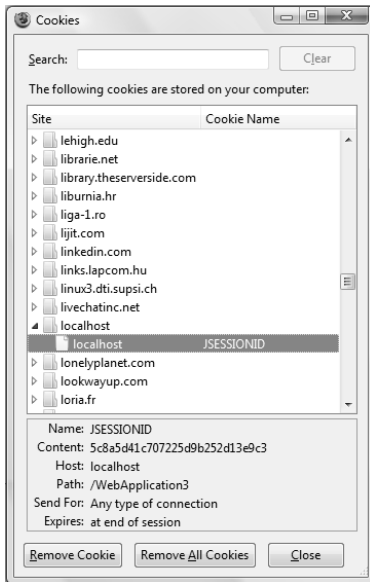 Cookies
Search:
Clear
The following cookies are stored on your computer:
Site Cookie Name
lehigh.edu
librarie.net
library.theserverside.com
liburnia.hr
liga-1.ro
lijit.com
linkedin.com
links.lapcom.hu
linux3.dti.supsi.ch
livechatinc.net
localhost
localhost JSESSIONID
lonelyplanet.com
lookwayup.com
loria.fr
Name: JSESSIONID
Content: 5c8a5d41c707225d9b252d13e9c3
Host: localhost
Path: /WebApplication3
Send For: Any type of connection
Expires: at end of session
Remove Cookie Remove All Cookies Close